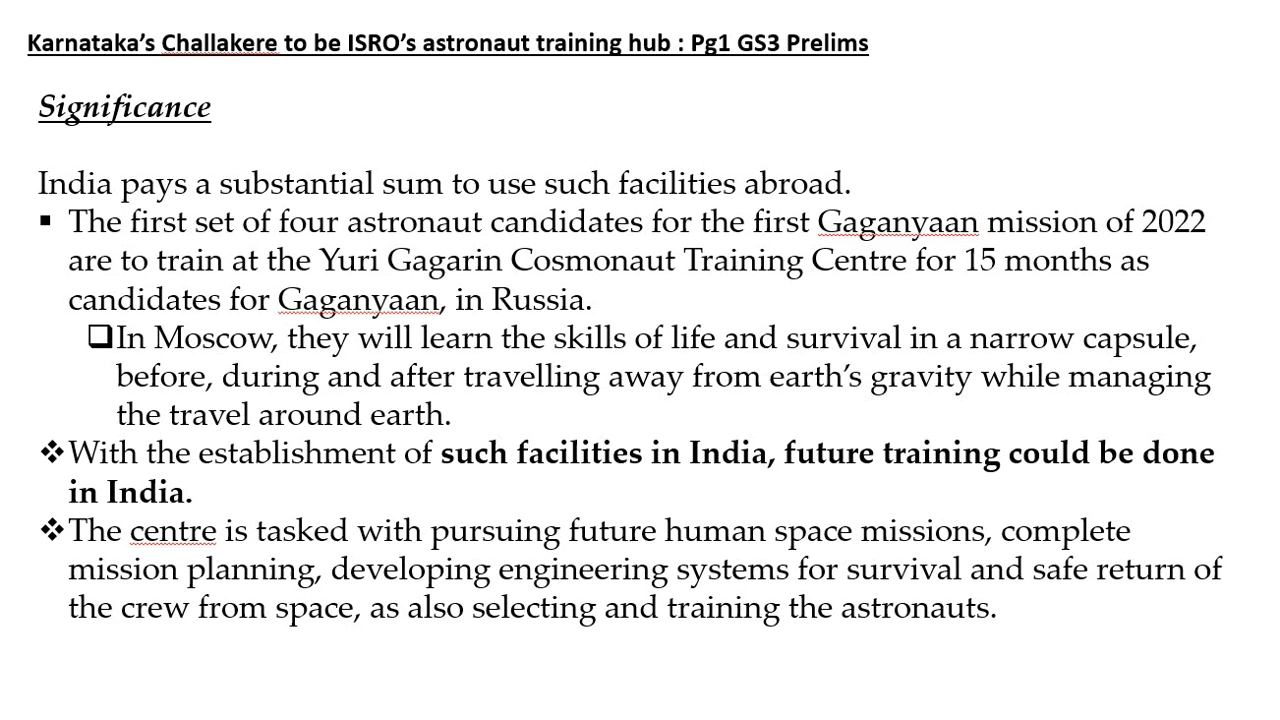 Karnataka’s Challakere to be ISRO’s astronaut training hub : Pg1 GS3 Prelims
Significance
India pays a substantial sum to use such facilities abroad.
▪ The first set of four astronaut candidates for the first Gaganyaan mission of 2022
are to train at the Yuri Gagarin Cosmonaut Training Centre for 15 months as
candidates for Gaganyaan, in Russia.
❑In Moscow, they will learn the skills of life and survival in a narrow capsule,
before, during and after travelling away from earth’s gravity while managing
the travel around earth.
❖With the establishment of such facilities in India, future training could be done
in India.
❖The centre is tasked with pursuing future human space missions, complete
mission planning, developing engineering systems for survival and safe return of
the crew from space, as also selecting and training the astronauts.